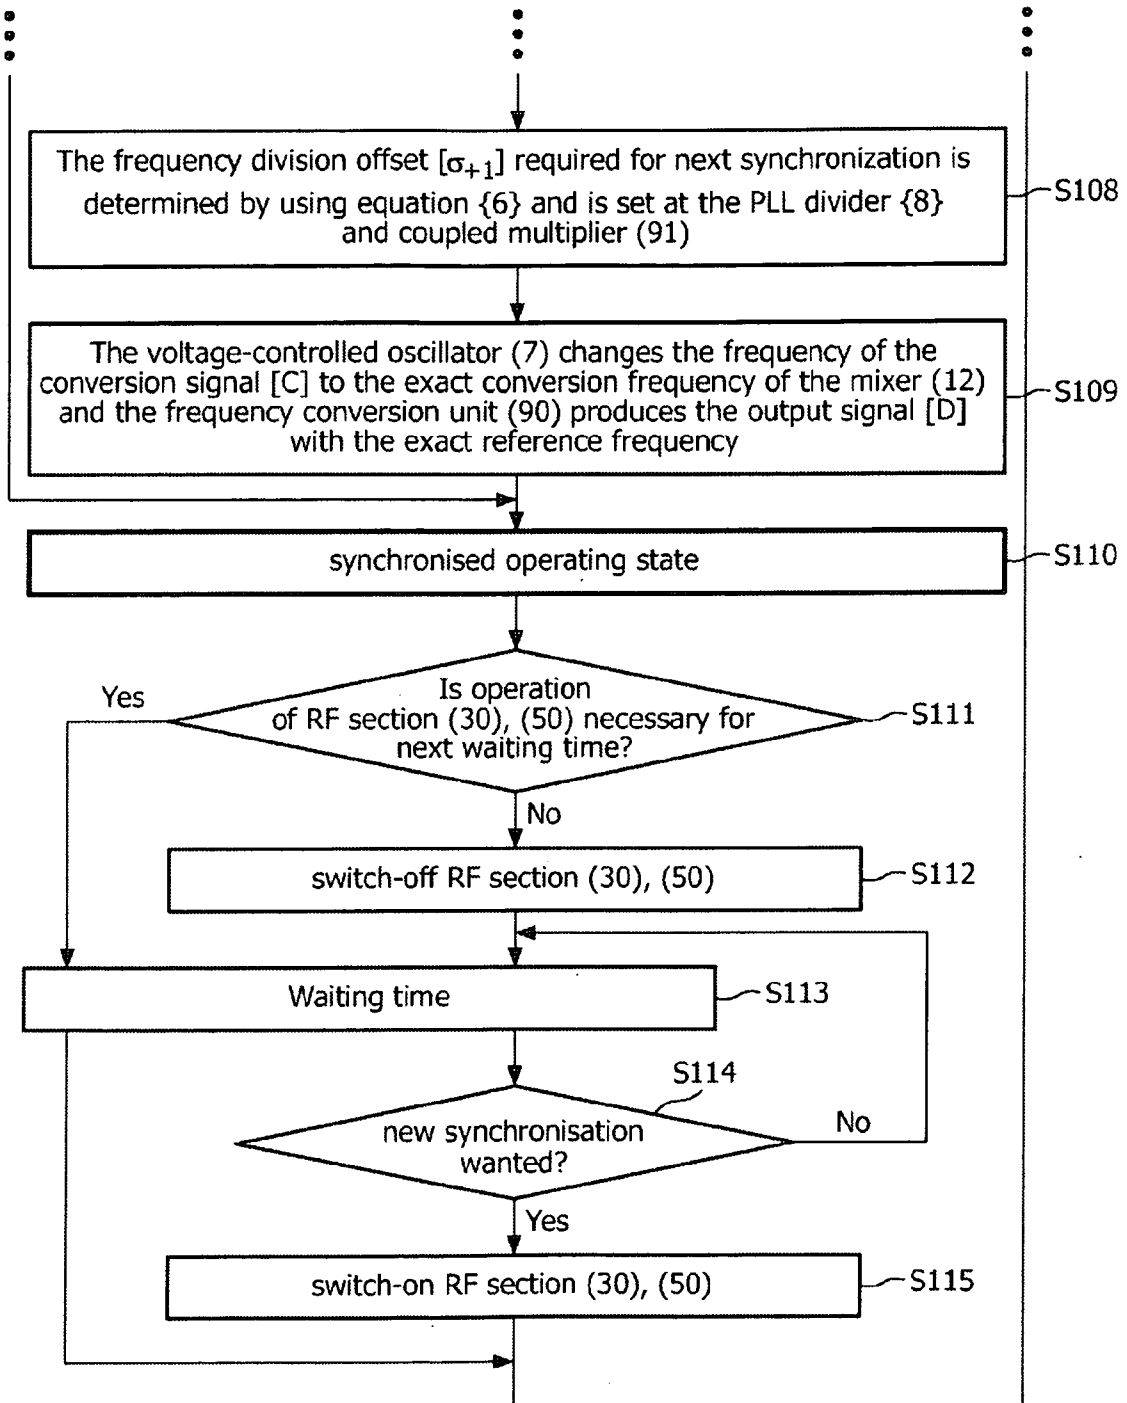 The frequency division offset [σ+1] required for next synchronization is
determined by using equation {6} and is set at the PLL divider {8}
and coupled multiplier (91)
S108
The voltage-controlled oscillator (7) changes the frequency of the
conversion signal [C] to the exact conversion frequency of the mixer (12)
and the frequency conversion unit (90) produces the output signal [D]
with the exact reference frequency
S109
synchronised operating state
S110
Yes
Is operation
of RF section (30), (50) necessary for
next waiting time?
S111
No
switch-off RF section (30), (50)
S112
Waiting time
S113
S114
new synchronisation
wanted?
No
Yes
switch-on RF section (30), (50)
S115